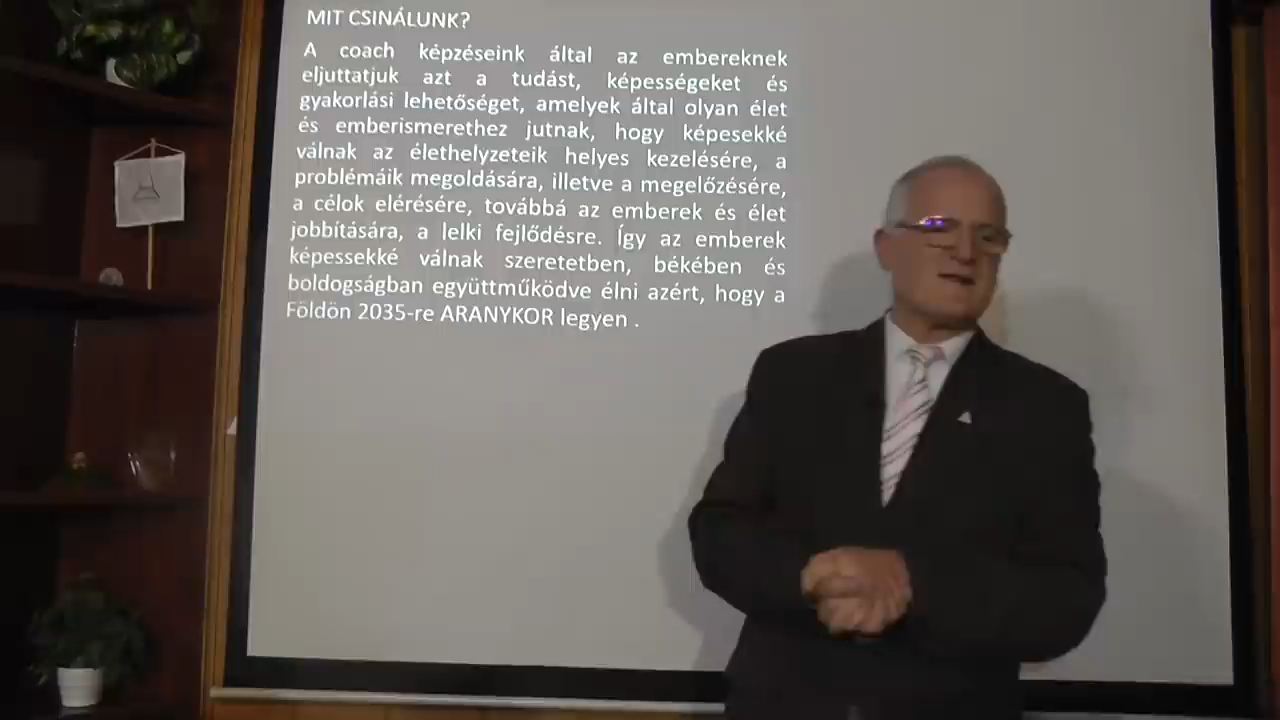 MIT CSINÁLUNK?
A coach képzéseink által az embereknek
eljuttatjuk azt a tudást, képességeket és
gyakorlási lehetőséget, amelyek által olyan élet
és emberismerethez jutnak, hogy képesekké
válnak az élethelyzeteik helyes kezelésére, a
problémáik megoldására, illetve a megelőzésére,
a célok elérésére, továbbá az emberek és élet
jobbítására, a lelki fejlődésre. Így az emberek
képessekké válnak szeretetben, békében és
boldogságban együttműködve élni azért, hogy a
Földön 2035-re ARANYKOR legyen .